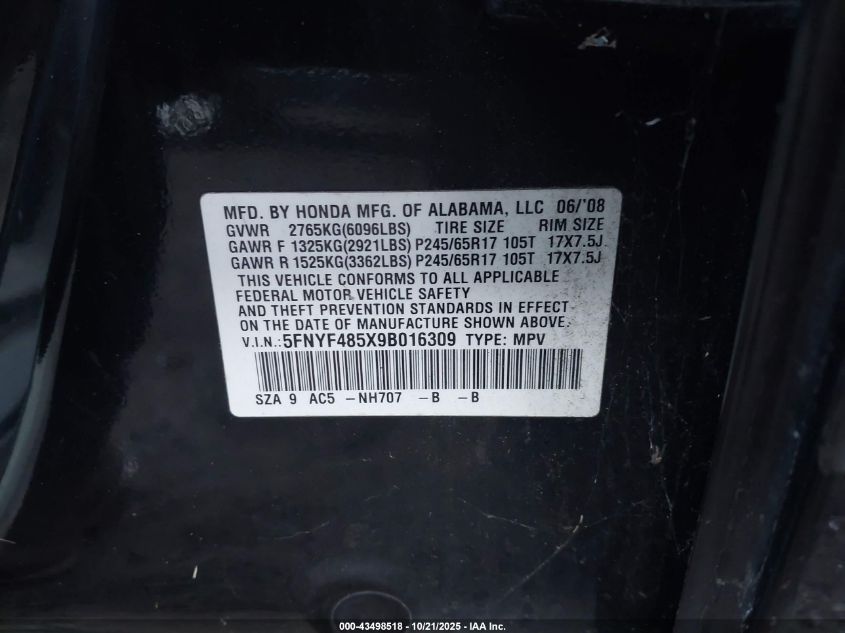 MFD. BY HONDA MFG. OF ALABAMA, LLC 06/'08
GVWR 2765KG(6096LBS) TIRE SIZE RIM SIZE
GAWR F 1325KG(2921LBS) P245/65R17 105T 17X7.5J
GAWR R 1525KG(3362LBS) P245/65R17 105T 17X7.5J
THIS VEHICLE CONFORMS TO ALL APPLICABLE
FEDERAL MOTOR VEHICLE SAFETY
AND THEFT PREVENTION STANDARDS IN EFFECT
ON THE DATE OF MANUFACTURE SHOWN ABOVE.
V.I.N.: 5FNYF485X9B016309 TYPE: MPV
SZA 9 AC5 -NH707 -B -B
000-43498518 - 10/21/2025 - IAA Inc.